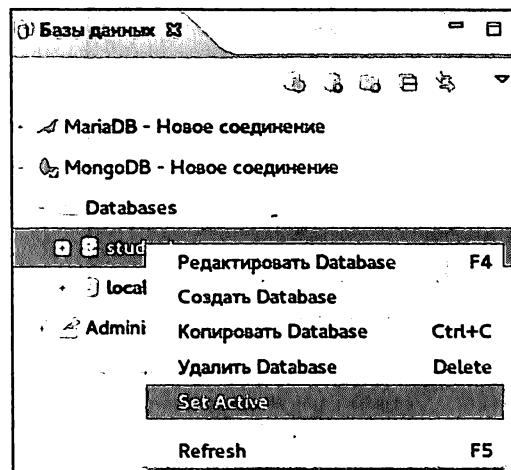 Базы данных
MariaDB - Новое соединение
MongoDB - Новое соединение
Databases
local
Admini
Редактировать Database F4
Создать Database
Копировать Database Ctrl+C
Удалить Database Delete
Set Active
Refresh F5